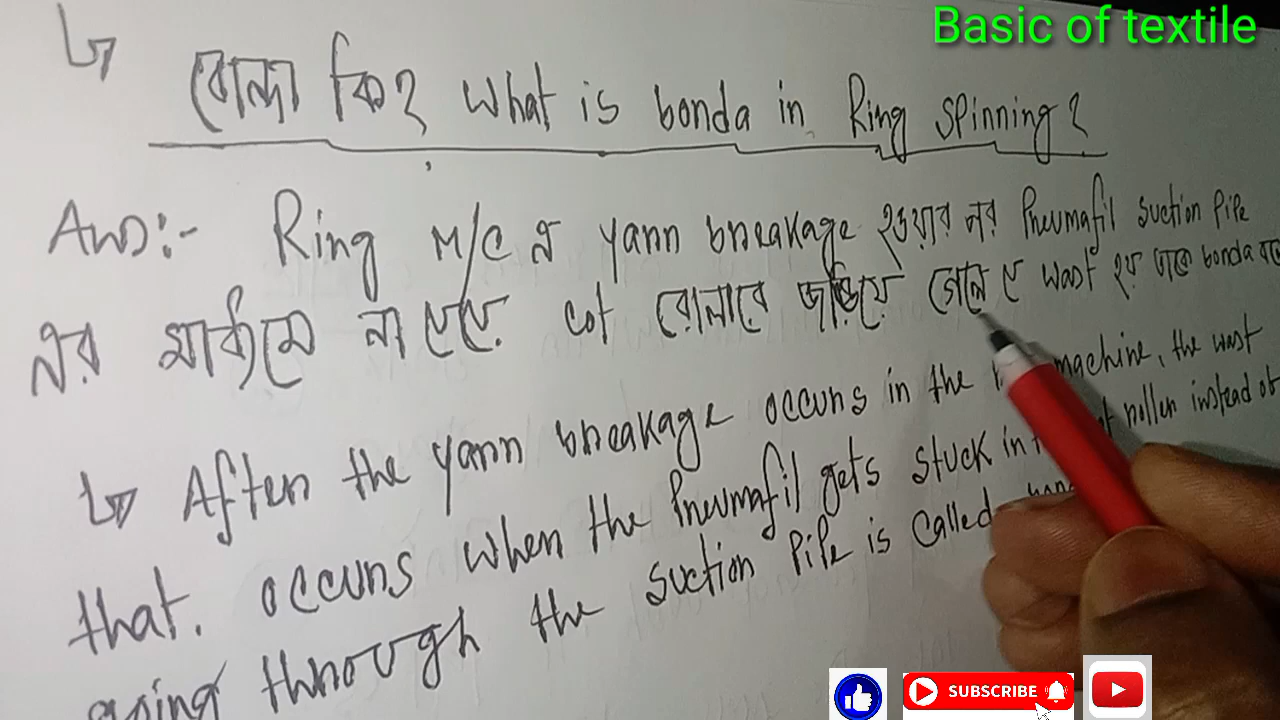 Basic of textile
বোন্দা কি? What is bonda in Ring Spinning?
Ans:- Ring M/C এ yarn breakage হওয়ার পর Pneumafil Suction Pipe
এর মাধ্যমে না যেয়ে cot রোলারে জড়িয়ে গেলে যে wast হয় তাকে bonda
After the yarn breakage occurs in the machine, the wast
that. occurs when the Pneumafil gets stuck in roller instead of
going through the suction Pipe is called
SUBSCRIBE